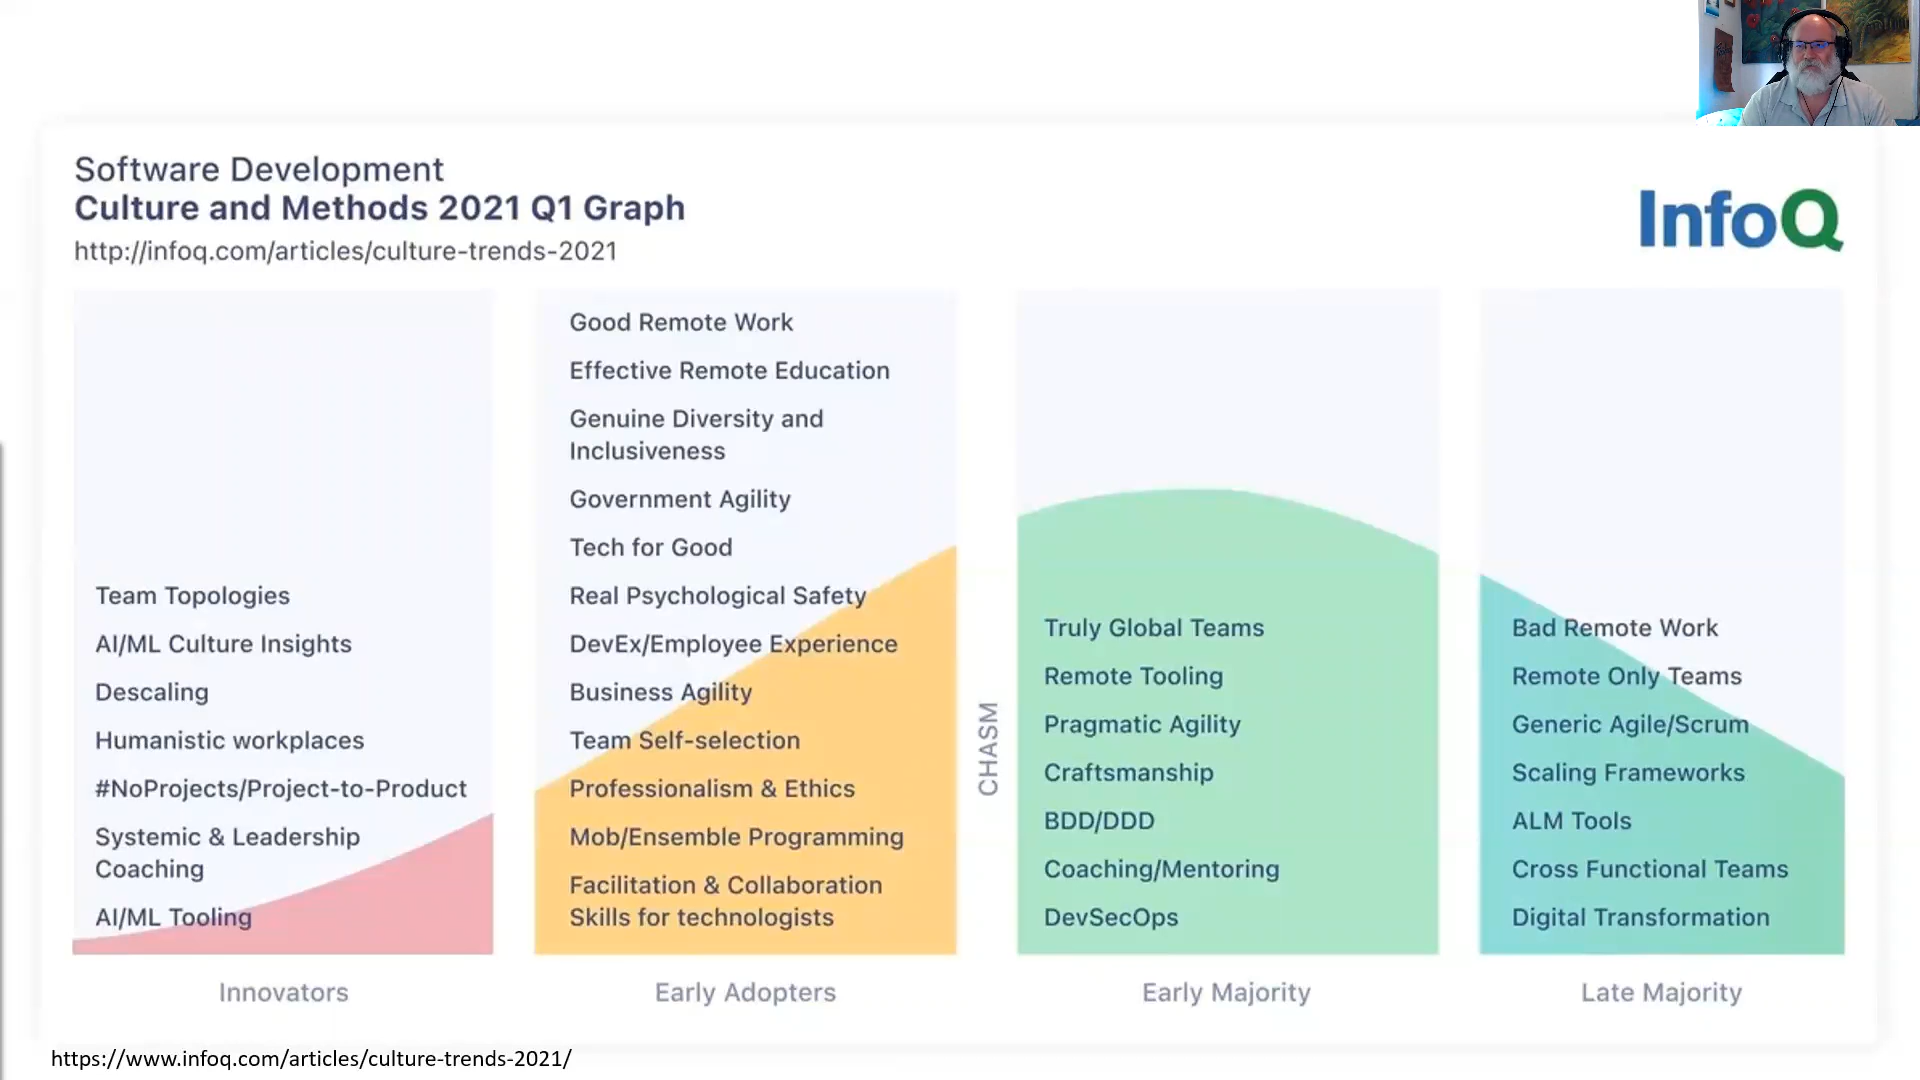 Software Development
Culture and Methods 2021 Q1 Graph
http://infoq.com/articles/culture-trends-2021
InfoQ
Team Topologies
AI/ML Culture Insights
Descaling
Humanistic workplaces
#NoProjects/Project-to-Product
Systemic & Leadership
Coaching
AI/ML Tooling
Innovators
Good Remote Work
Effective Remote Education
Genuine Diversity and
Inclusiveness
Government Agility
Tech for Good
Real Psychological Safety
DevEx/Employee Experience
Business Agility
Team Self-selection
Professionalism & Ethics
Mob/Ensemble Programming
Facilitation & Collaboration
Skills for technologists
Early Adopters
CHASM
Truly Global Teams
Remote Tooling
Pragmatic Agility
Craftsmanship
BDD/DDD
Coaching/Mentoring
DevSecOps
Early Majority
Bad Remote Work
Remote Only Teams
Generic Agile/Scrum
Scaling Frameworks
ALM Tools
Cross Functional Teams
Digital Transformation
Late Majority
https://www.infoq.com/articles/culture-trends-2021/